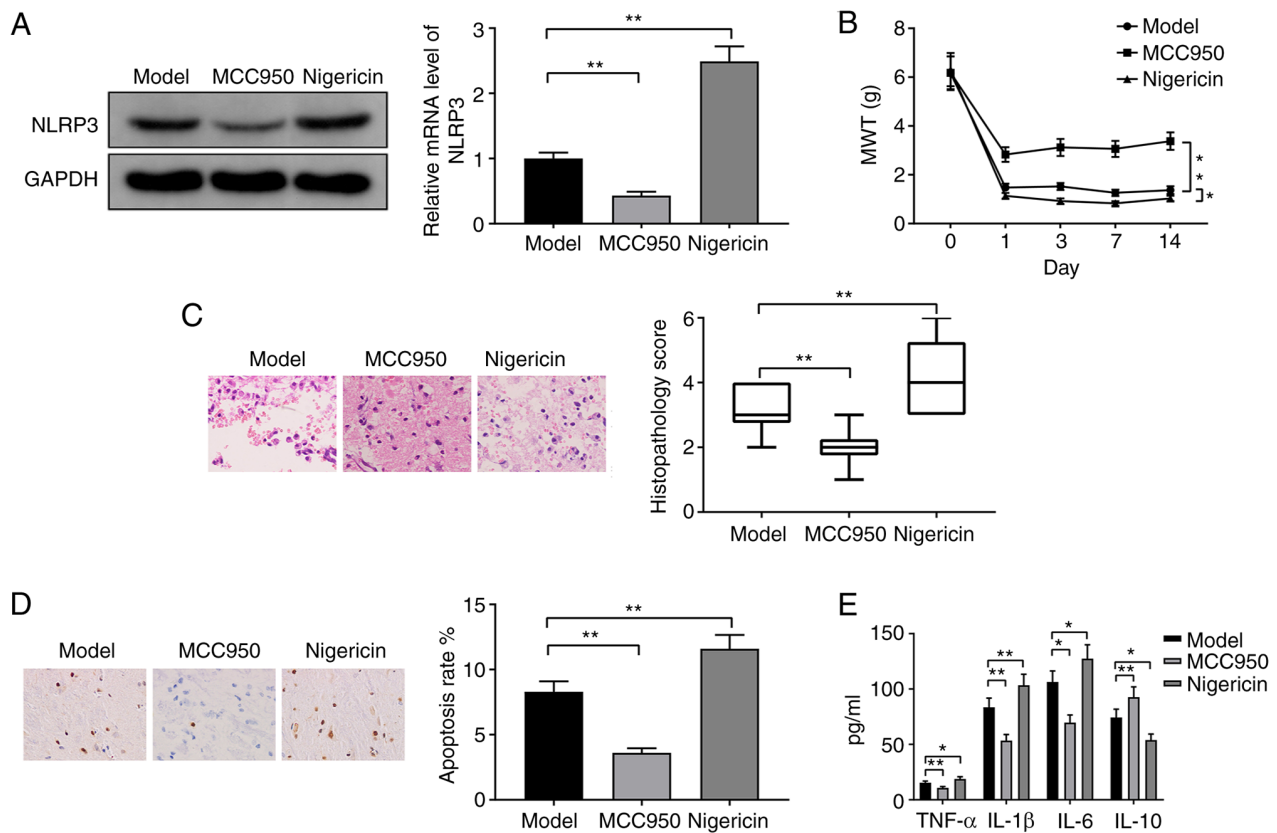 A
Model MCC950 Nigericin
NLRP3
GAPDH
Relative mRNA level of
NLRP3
3
2
1
0
**
**
Model MCC950 Nigericin
B
MWT (g)
8
6
4
2
0
Model
MCC950
Nigericin
**
*
0 1 3 7 14
Day
C
Model MCC950 Nigericin
Histopathology score
6
4
2
0
**
**
Model MCC950 Nigericin
D
Model MCC950 Nigericin
Apoptosis rate %
15
10
5
0
**
**
Model MCC950 Nigericin
E
pg/ml
150
100
50
0
Model
MCC950
Nigericin
*
**
**
**
*
*
*
**
TNF-α IL-1β IL-6 IL-10